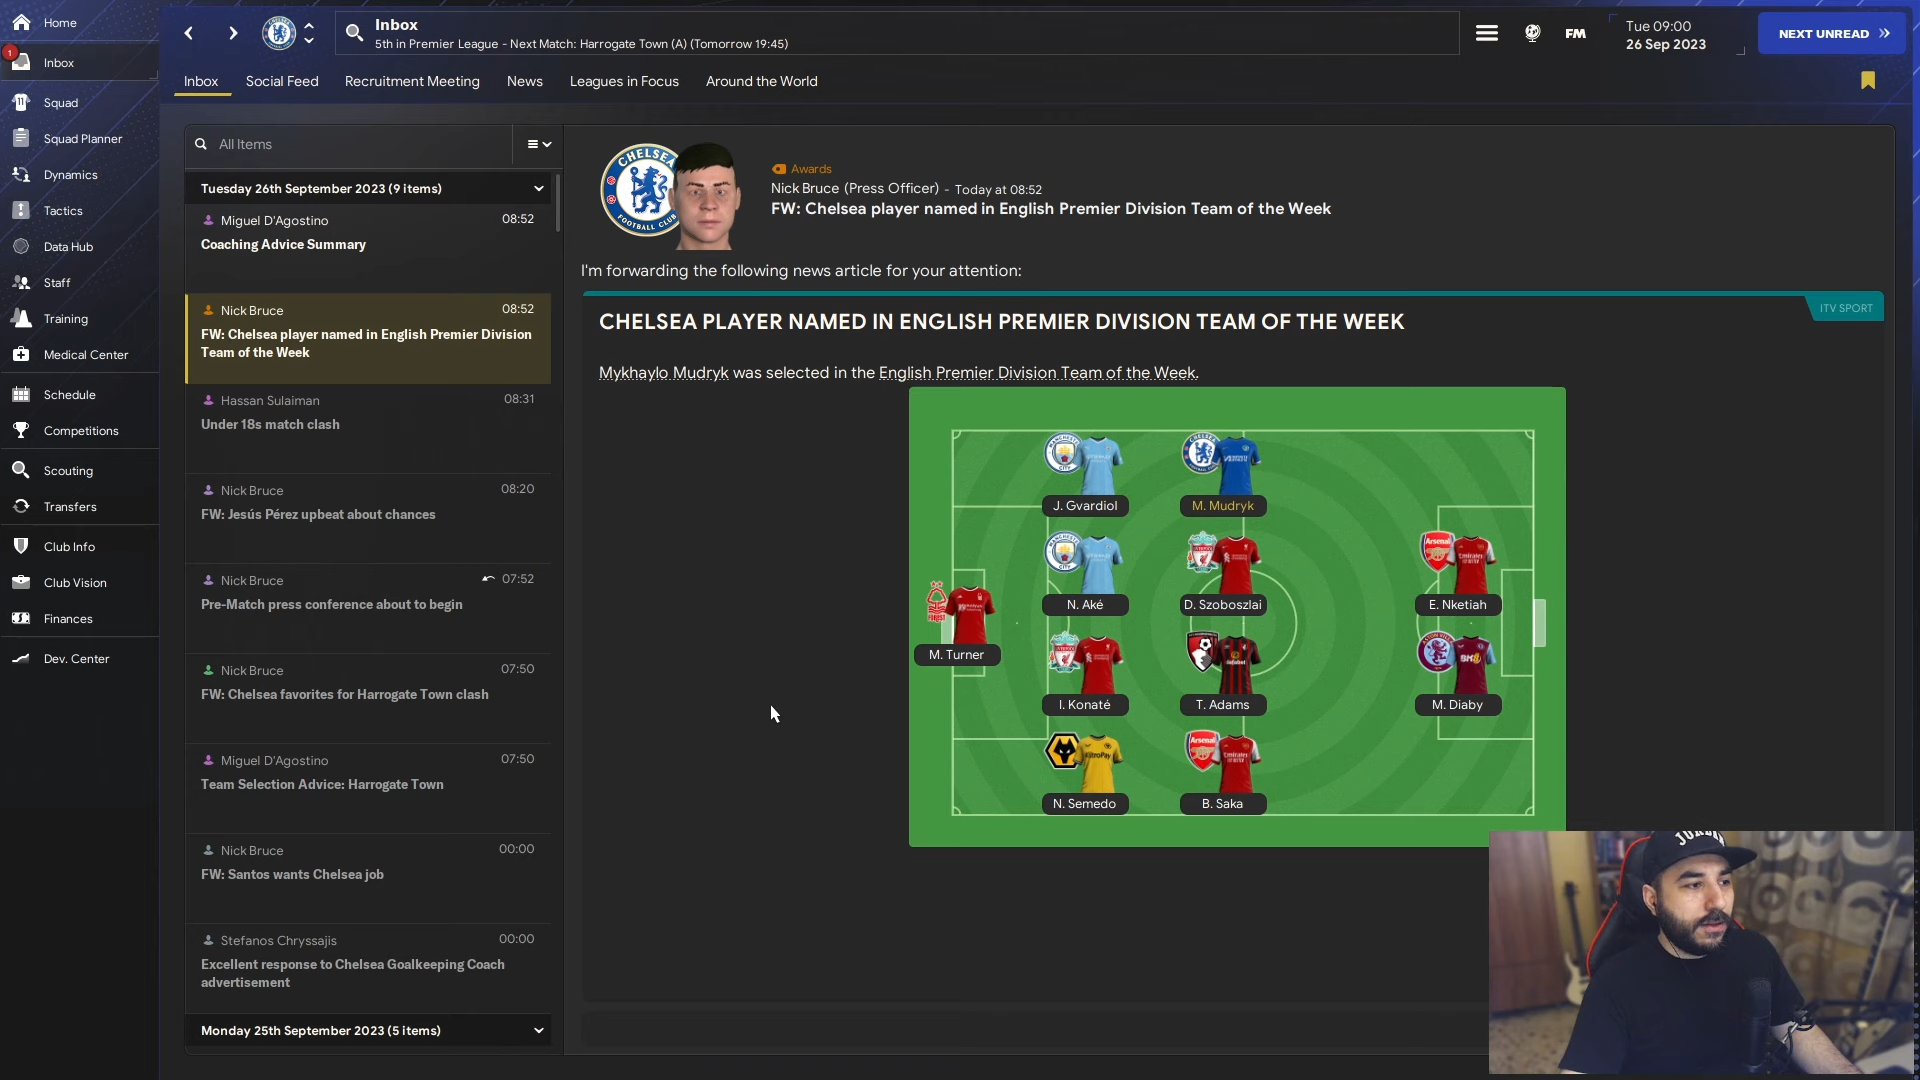 Home
Inbox
5th in Premier League - Next Match: Harrogate Town (A) (Tomorrow 19:45)
FM
Tue 09:00
26 Sep 2023
NEXT UNREAD
1
Inbox
Squad
Squad Planner
Dynamics
Tactics
Data Hub
Staff
Training
Medical Center
Schedule
Competitions
Scouting
Transfers
Club Info
Club Vision
Finances
Dev. Center
Inbox
Social Feed
Recruitment Meeting
News
Leagues in Focus
Around the World
All Items
Tuesday 26th September 2023 (9 items)
Miguel D'Agostino 08:52
Coaching Advice Summary
Nick Bruce 08:52
FW: Chelsea player named in English Premier Division
Team of the Week
Hassan Sulaiman 08:31
Under 18s match clash
Nick Bruce 08:20
FW: Jesús Pérez upbeat about chances
Nick Bruce 07:52
Pre-Match press conference about to begin
Nick Bruce 07:50
FW: Chelsea favorites for Harrogate Town clash
Miguel D'Agostino 07:50
Team Selection Advice: Harrogate Town
Nick Bruce 00:00
FW: Santos wants Chelsea job
Stefanos Chryssajis 00:00
Excellent response to Chelsea Goalkeeping Coach
advertisement
Monday 25th September 2023 (5 items)
CHELSEA
FOOTBALL CLUB
Awards
Nick Bruce (Press Officer) - Today at 08:52
FW: Chelsea player named in English Premier Division Team of the Week
I'm forwarding the following news article for your attention:
ITV SPORT
CHELSEA PLAYER NAMED IN ENGLISH PREMIER DIVISION TEAM OF THE WEEK
Mykhaylo Mudryk was selected in the English Premier Division Team of the Week.
J. Gvardiol
M. Mudryk
N. Aké
D. Szoboszlai
Arsenal
E. Nketiah
M. Turner
I. Konaté
T. Adams
M. Diaby
Arsenal
N. Semedo
B. Saka